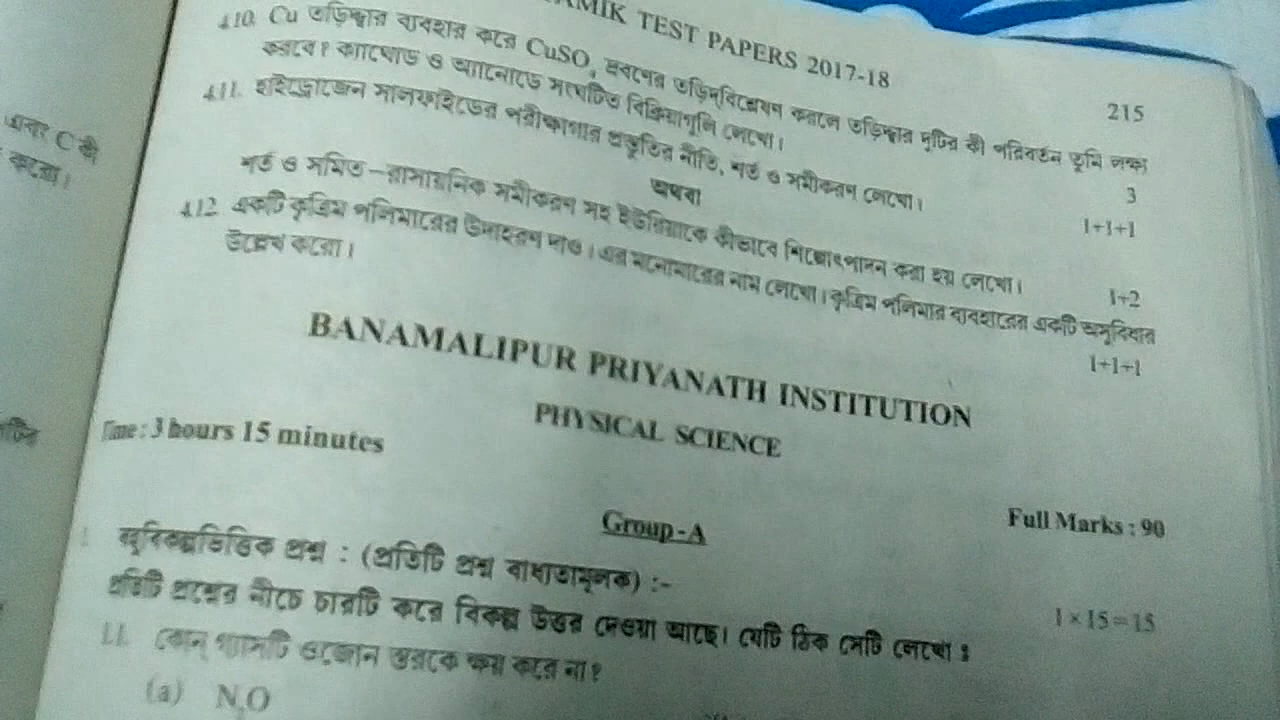 AMIK TEST PAPERS 2017-18
215
4.10. Cu তড়িদ্দ্বার ব্যবহার করে CuSO4 দ্রবণের তড়িদ্‌বিশ্লেষণ করলে তড়িদ্দ্বার দুটির কী পরিবর্তন তুমি লক্ষ্য
করবে? ক্যাথোড ও অ্যানোডে সংঘটিত বিক্রিয়াগুলি লেখো।
3
4.11. হাইড্রোজেন সালফাইডের পরীক্ষাগার প্রস্তুতির নীতি, শর্ত ও সমীকরণ লেখো।
1+1+1
অথবা
শর্ত ও সমিত-রাসায়নিক সমীকরণ সহ ইউরিয়াকে কীভাবে শিল্পোৎপাদন করা হয় লেখো।
1+2
4.12. একটি কৃত্রিম পলিমারের উদাহরণ দাও। এর মনোমারের নাম লেখো। কৃত্রিম পলিমার ব্যবহারের একটি অসুবিধার
উল্লেখ করো।
1+1+1
BANAMALIPUR PRIYANATH INSTITUTION
PHYSICAL SCIENCE
Time : 3 hours 15 minutes
Full Marks : 90
Group-A
বহুবিকল্পভিত্তিক প্রশ্ন : (প্রতিটি প্রশ্ন বাধ্যতামূলক) :-
প্রতিটি প্রশ্নের নীচে চারটি করে বিকল্প উত্তর দেওয়া আছে। যেটি ঠিক সেটি লেখো :
1×15=15
1.1. কোন্ গ্যাসটি ওজোন স্তরকে ক্ষয় করে না?
(a) N2O
C কী
করো।